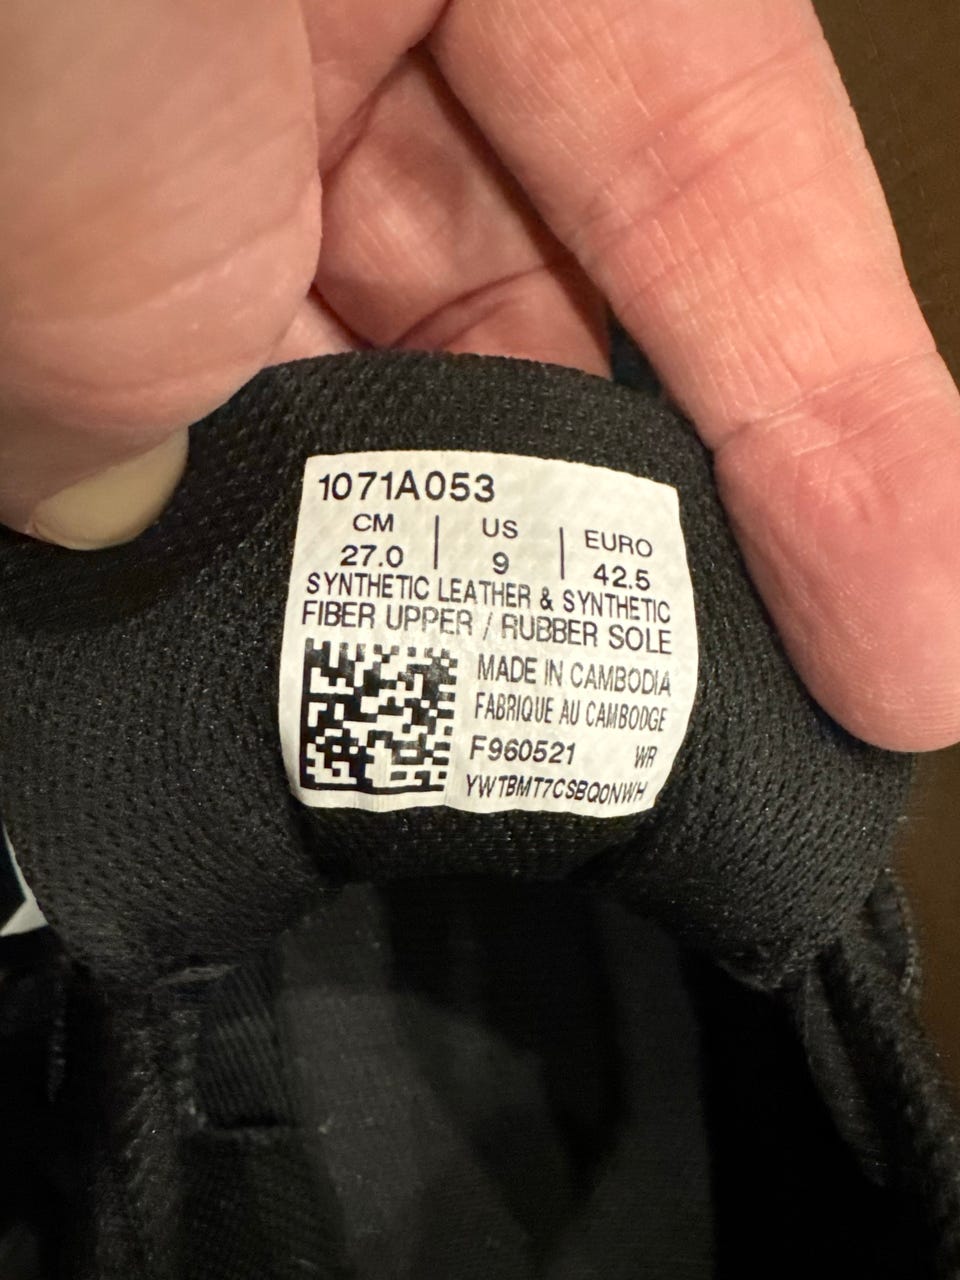 1071A053
CM | US | EURO
27.0 | 9 | 42.5
SYNTHETIC LEATHER & SYNTHETIC
FIBER UPPER / RUBBER SOLE
MADE IN CAMBODIA
FABRIQUE AU CAMBODGE
F960521 WR
YWTBMT7CSBQ0NWH